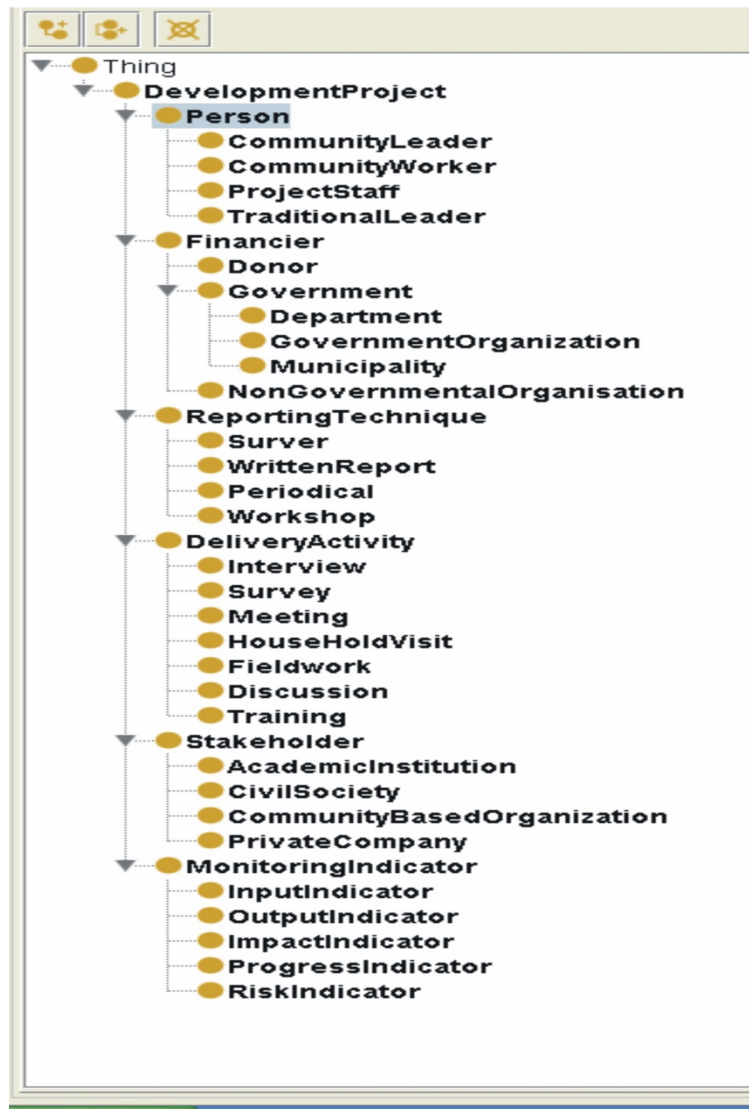 Thing
DevelopmentProject
Person
CommunityLeader
CommunityWorker
ProjectStaff
TraditionalLeader
Financier
Donor
Government
Department
GovernmentOrganization
Municipality
NonGovernmentalOrganisation
ReportingTechnique
Surver
WrittenReport
Periodical
Workshop
DeliveryActivity
Interview
Survey
Meeting
HouseHoldVisit
Fieldwork
Discussion
Training
Stakeholder
AcademicInstitution
CivilSociety
CommunityBasedOrganization
PrivateCompany
MonitoringIndicator
InputIndicator
OutputIndicator
ImpactIndicator
ProgressIndicator
RiskIndicator